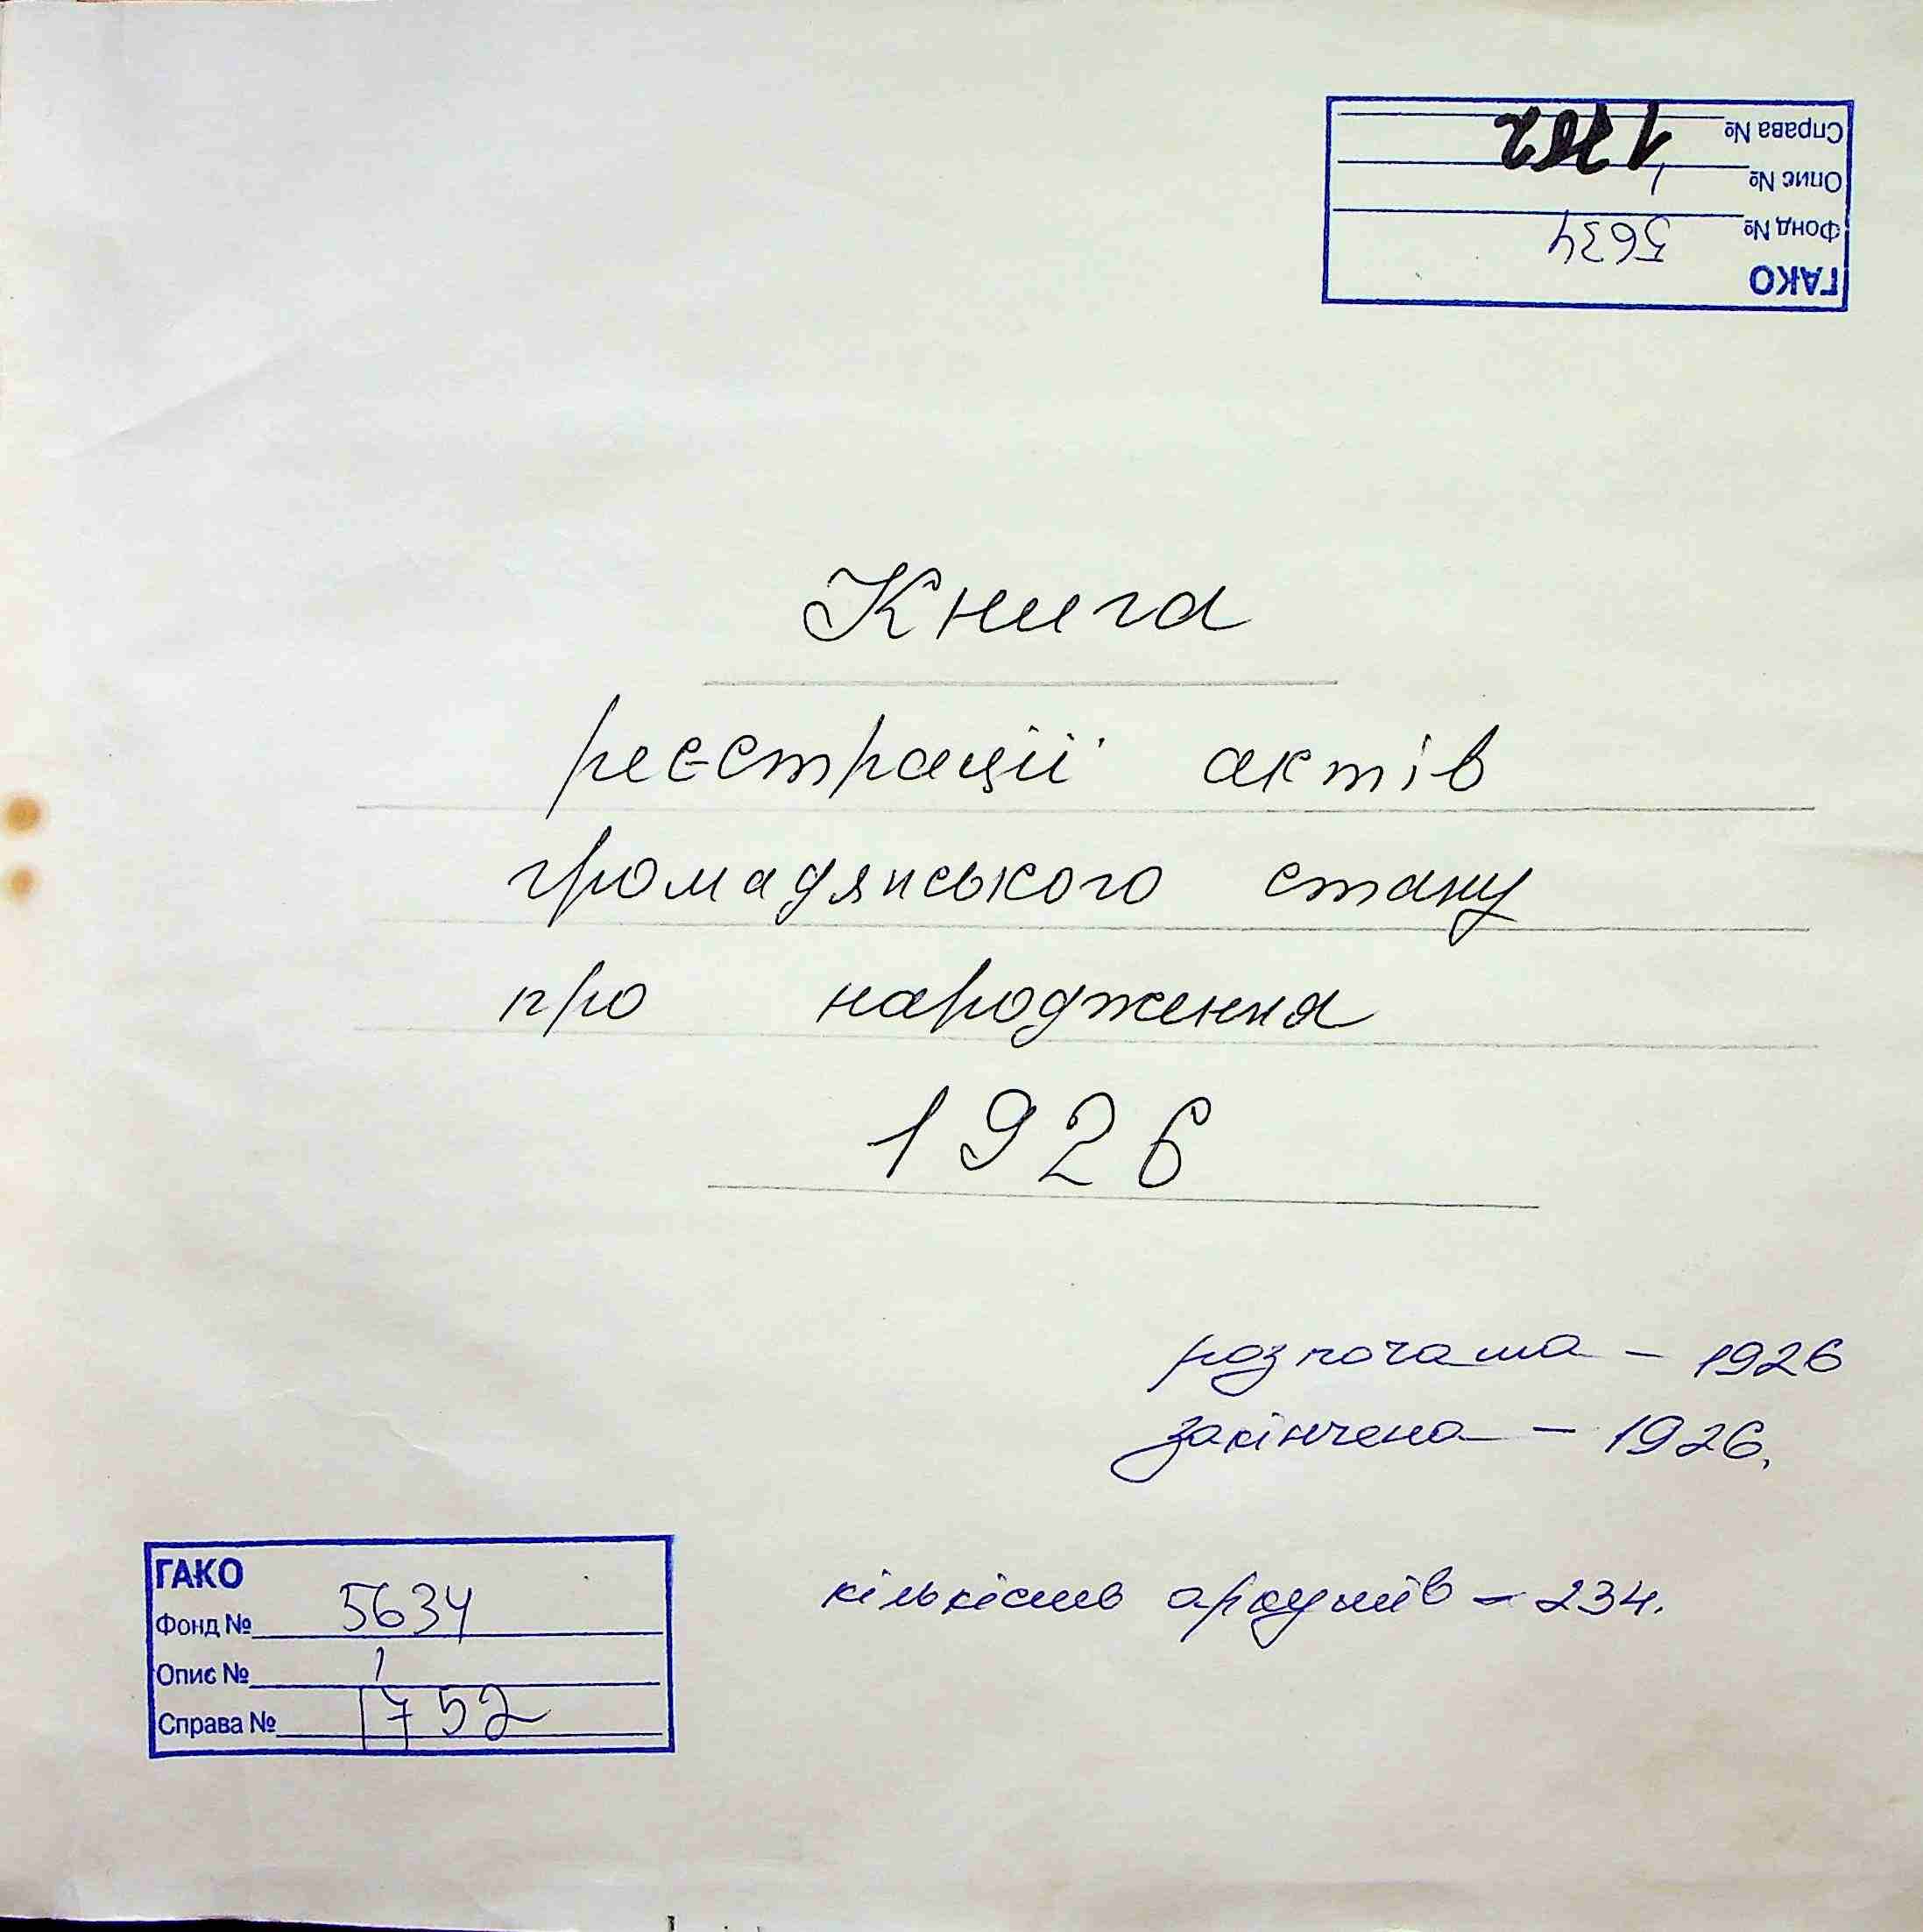 ГАКО
Фонд № 5634
Опис № 1
Справа №
Книга
реєстрації актів
громадянського стану
про народження
1926
розпочата - 1926
закінчена - 1926.
кількість аркушів - 234.
ГАКО
Фонд № 5634
Опис № 1
Справа № 1752